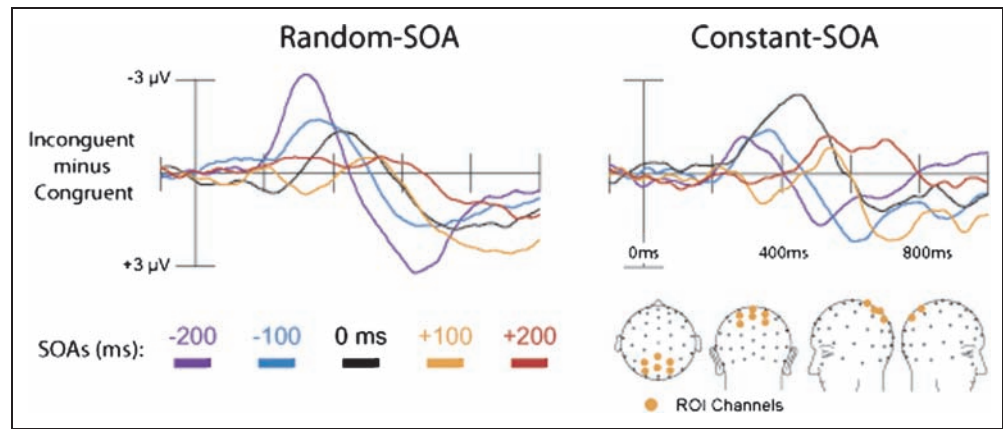 Random-SOA
Constant-SOA
-3 µV
Inconguent
minus
Congruent
+3 µV
0ms
400ms
800ms
SOAs (ms):
-200
-100
0 ms
+100
+200
ROI Channels